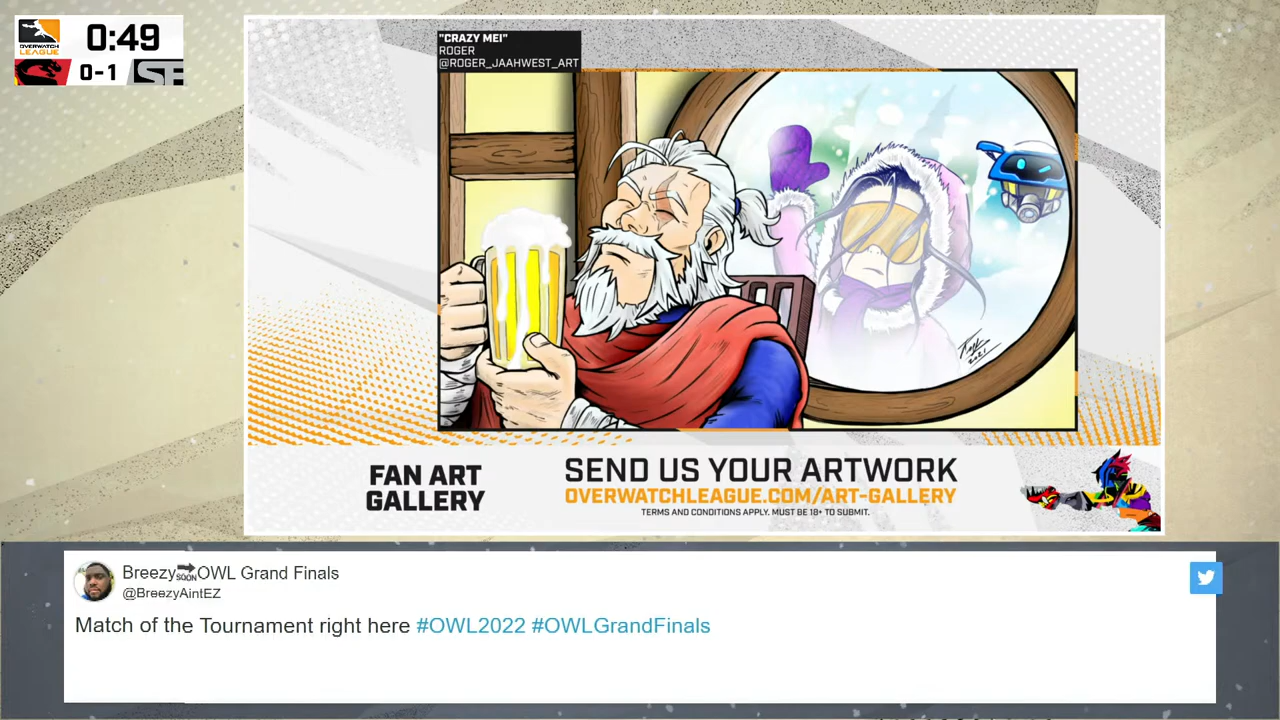 OVERWATCH
LEAGUE
0:49
0-1
SF
"CRAZY MEI"
ROGER
@ROGER_JAAHWEST_ART
2021
FAN ART
GALLERY
SEND US YOUR ARTWORK
OVERWATCHLEAGUE.COM/ART-GALLERY
TERMS AND CONDITIONS APPLY. MUST BE 18+ TO SUBMIT.
Breezy🔜OWL Grand Finals
@BreezyAintEZ
Match of the Tournament right here #OWL2022 #OWLGrandFinals